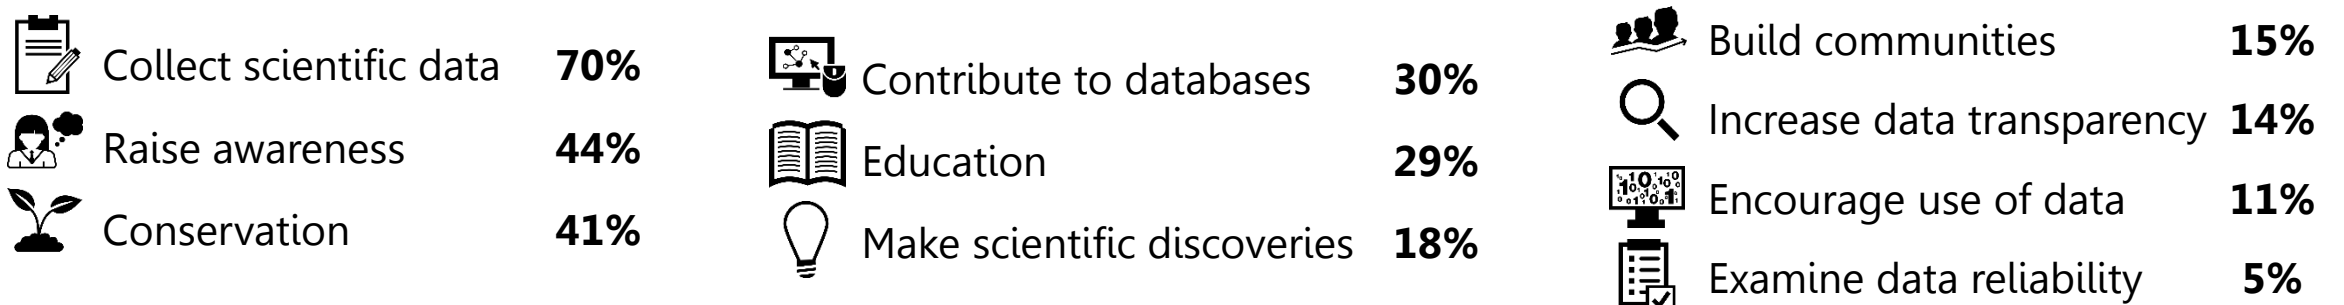 Collect scientific data 70%
Raise awareness 44%
Conservation 41%
Contribute to databases 30%
Education 29%
Make scientific discoveries 18%
Build communities 15%
Increase data transparency 14%
Encourage use of data 11%
Examine data reliability 5%